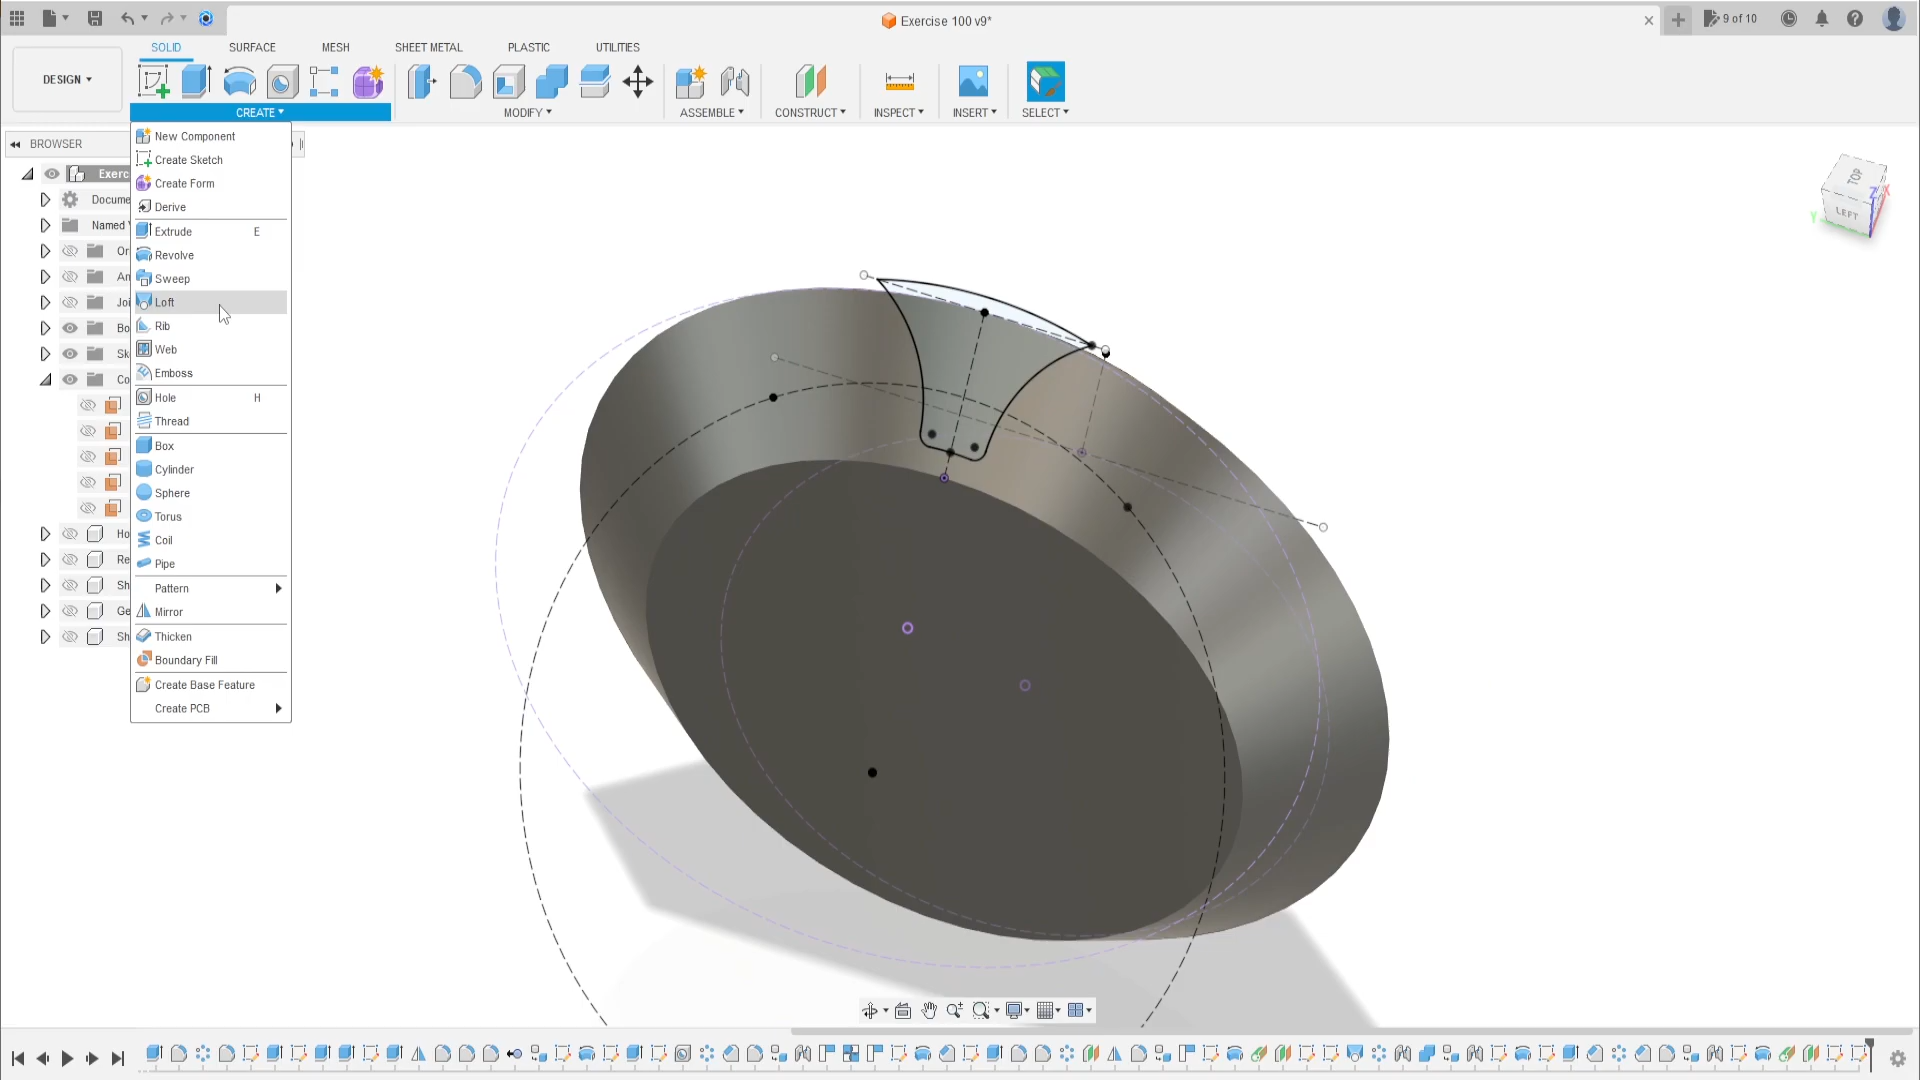 Exercise 100 v9*
9 of 10
SOLID
SURFACE
MESH
SHEET METAL
PLASTIC
UTILITIES
DESIGN
CREATE
MODIFY
ASSEMBLE
CONSTRUCT
INSPECT
INSERT
SELECT
BROWSER
Exerc
Docume
Named
Or
An
Joi
Bo
Sk
Co
Ho
Re
Sh
Ge
Sh
New Component
Create Sketch
Create Form
Derive
Extrude E
Revolve
Sweep
Loft
Rib
Web
Emboss
Hole H
Thread
Box
Cylinder
Sphere
Torus
Coil
Pipe
Pattern
Mirror
Thicken
Boundary Fill
Create Base Feature
Create PCB
TOP
LEFT
Z
X
Y